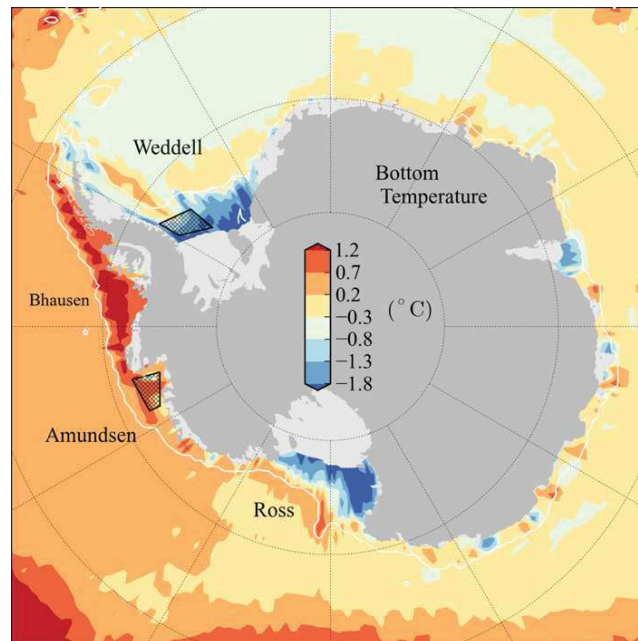 Weddell
Bottom
Temperature
1.2
0.7
0.2
−0.3
−0.8
−1.3
−1.8
(°C)
Bhausen
Amundsen
Ross